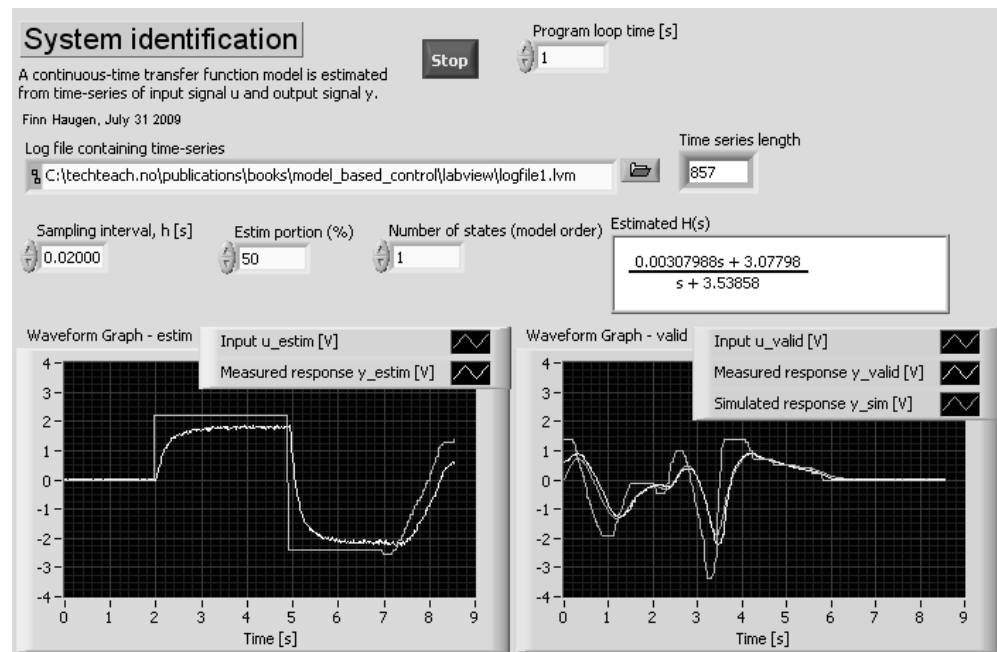 System identification
Stop
Program loop time [s]
1
A continuous-time transfer function model is estimated
from time-series of input signal u and output signal y.
Finn Haugen, July 31 2009
Log file containing time-series
C:\techteach.no\publications\books\model_based_control\labview\logfile1.lvm
Time series length
857
Sampling interval, h [s]
0.02000
Estim portion (%)
50
Number of states (model order)
1
Estimated H(s)
0.00307988s + 3.07798
s + 3.53858
Waveform Graph - estim
Input u_estim [V]
Measured response y_estim [V]
4
3
2
1
0
-1
-2
-3
-4
0 1 2 3 4 5 6 7 8 9
Time [s]
Waveform Graph - valid
Input u_valid [V]
Measured response y_valid [V]
Simulated response y_sim [V]
4
3
2
1
0
-1
-2
-3
-4
0 1 2 3 4 5 6 7 8 9
Time [s]